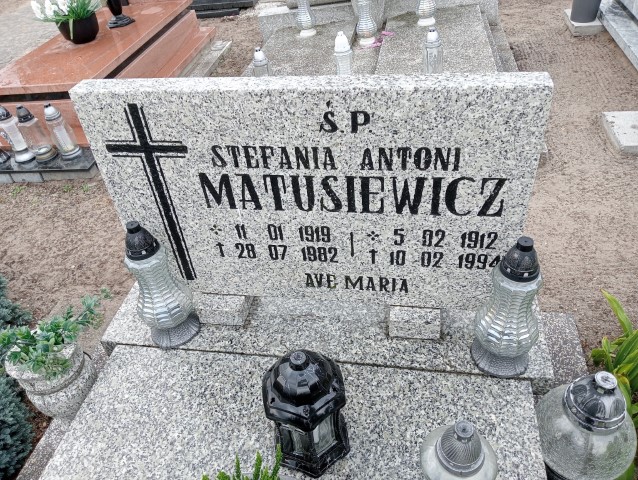 Ś.P.
STEFANIA ANTONI
MATUSIEWICZ
* 11 01 1919 | * 5 02 1912
† 28 07 1982 | † 10 02 1994
AVE MARIA